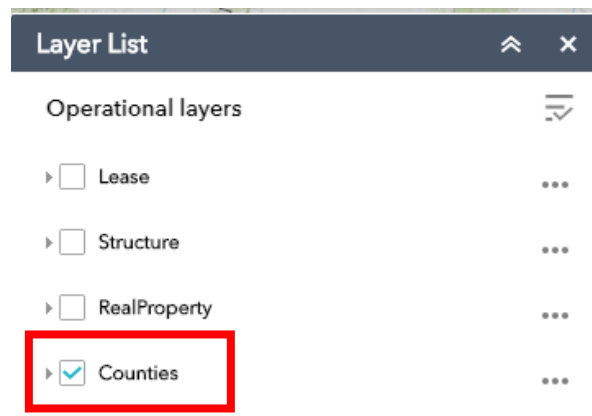 Layer List
Operational layers
Lease
Structure
RealProperty
Counties